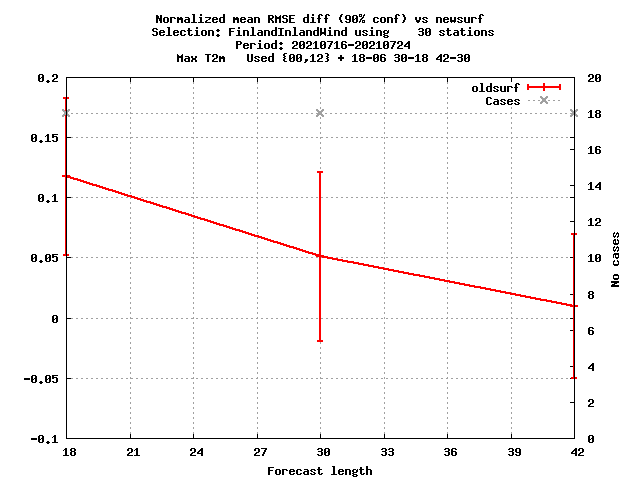 Normalized mean RMSE diff (90% conf) vs newsurf
Selection: FinlandInlandWind using    30 stations
Period: 20210716-20210724
Max T2m   Used {00,12} + 18-06 30-18 42-30
oldsurf
Cases
0.2
0.15
0.1
0.05
0
-0.05
-0.1
20
18
16
14
12
10
8
6
4
2
0
No cases
18 21 24 27 30 33 36 39 42
Forecast length